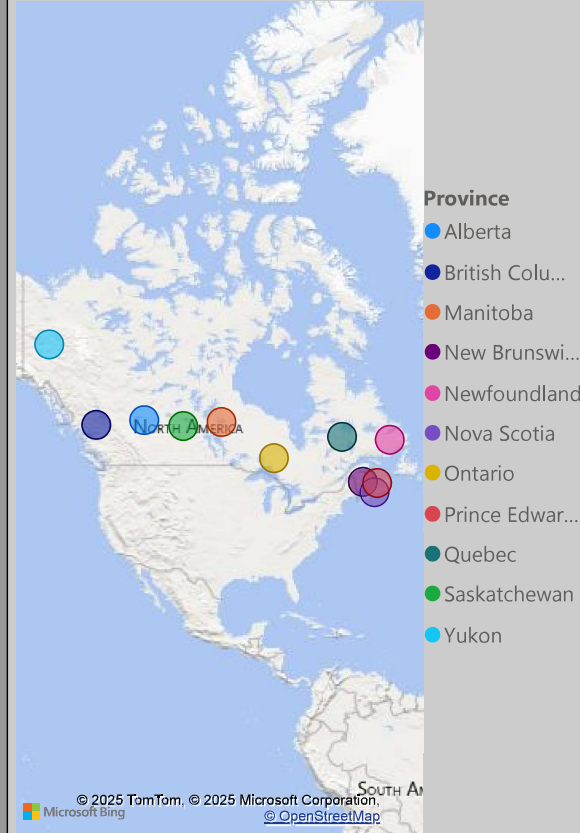 Province
Alberta
British Colu...
Manitoba
New Brunswi...
Newfoundland
Nova Scotia
Ontario
Prince Edwar...
Quebec
Saskatchewan
Yukon
NORTH AMERICA
SOUTH AM
© 2025 TomTom, © 2025 Microsoft Corporation,
Microsoft Bing
© OpenStreetMap